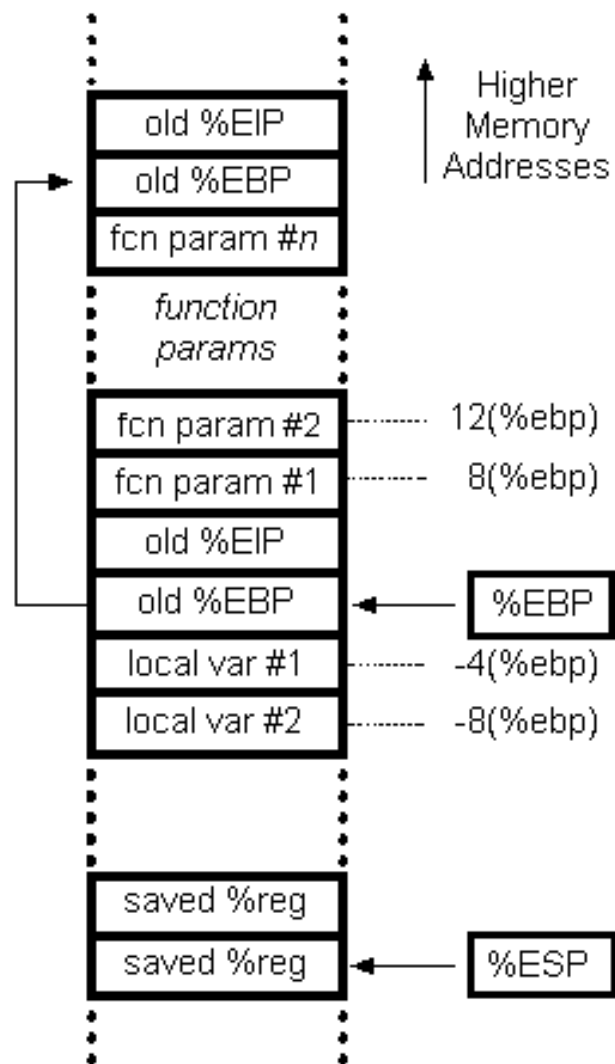 old %EIP
Higher
Memory
Addresses
old %EBP
fcn param #n
function
params
fcn param #2
12(%ebp)
fcn param #1
8(%ebp)
old %EIP
old %EBP
%EBP
local var #1
-4(%ebp)
local var #2
-8(%ebp)
saved %reg
saved %reg
%ESP